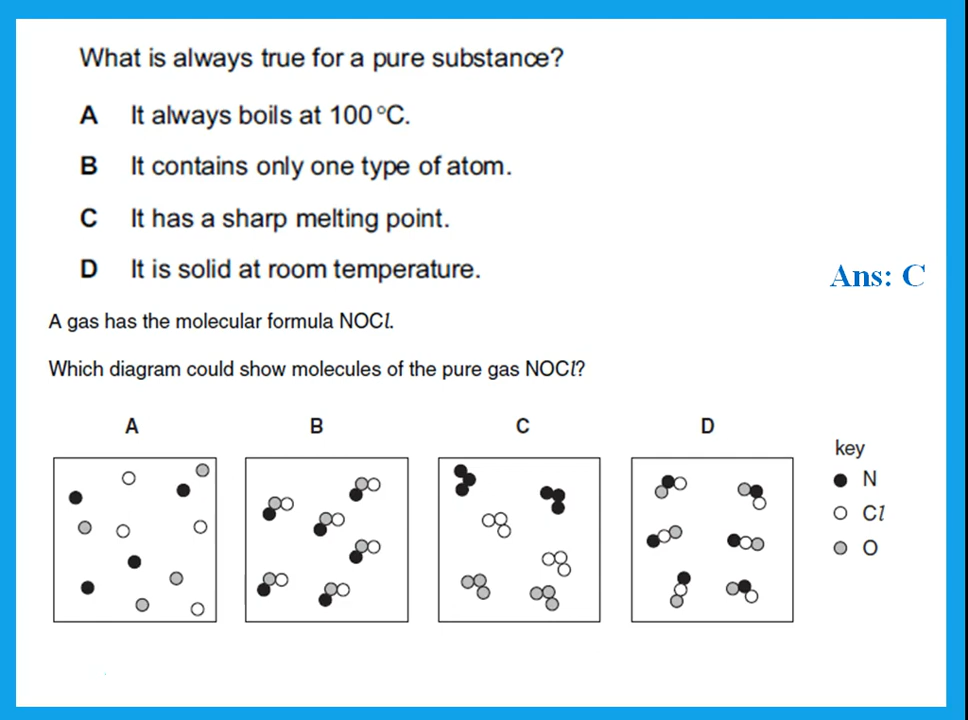 What is always true for a pure substance?
A It always boils at 100 °C.
B It contains only one type of atom.
C It has a sharp melting point.
D It is solid at room temperature.
Ans: C
A gas has the molecular formula NOCl.
Which diagram could show molecules of the pure gas NOCl?
A B C D
key
N
Cl
O